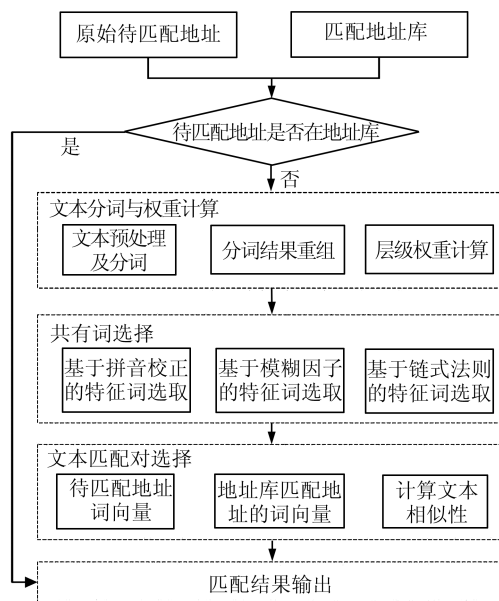 原始待匹配地址
匹配地址库
待匹配地址是否在地址库
是
否
文本分词与权重计算
文本预处理
及分词
分词结果重组
层级权重计算
共有词选择
基于拼音校正
的特征词选取
基于模糊因子
的特征词选取
基于链式法则
的特征词选取
文本匹配对选择
待匹配地址
词向量
地址库匹配地
址的词向量
计算文本
相似性
匹配结果输出